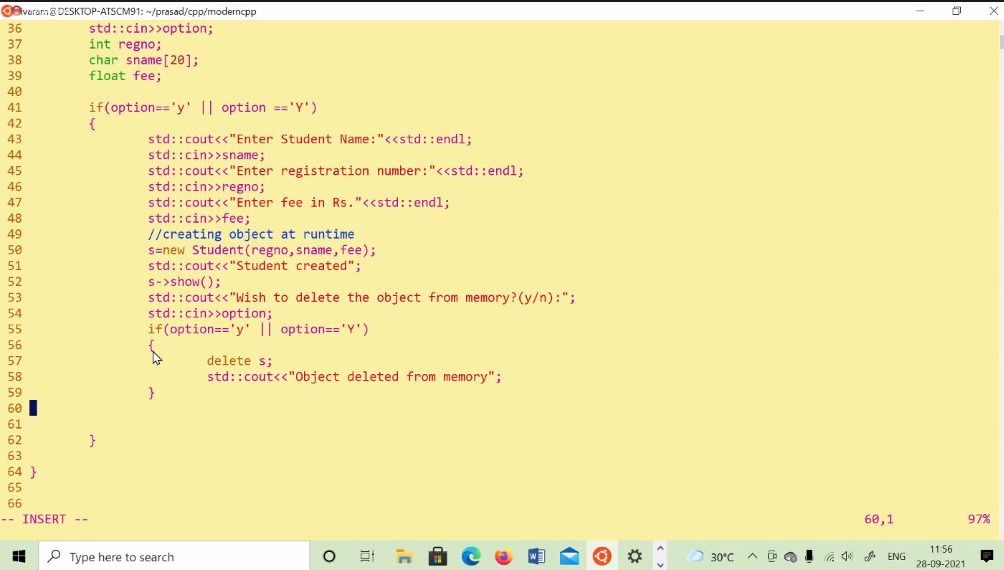 ivaram@DESKTOP-ATSCM91: ~/prasad/cpp/moderncpp
36 std::cin>>option;
37 int regno;
38 char sname[20];
39 float fee;
40
41 if(option=='y' || option =='Y')
42 {
43 std::cout<<"Enter Student Name:"<<std::endl;
44 std::cin>>sname;
45 std::cout<<"Enter registration number:"<<std::endl;
46 std::cin>>regno;
47 std::cout<<"Enter fee in Rs."<<std::endl;
48 std::cin>>fee;
49 //creating object at runtime
50 s=new Student(regno,sname,fee);
51 std::cout<<"Student created";
52 s->show();
53 std::cout<<"Wish to delete the object from memory?(y/n):";
54 std::cin>>option;
55 if(option=='y' || option=='Y')
56 {
57 delete s;
58 std::cout<<"Object deleted from memory";
59 }
60
61
62 }
63
64 }
65
66
-- INSERT -- 60,1 97%
Type here to search
30°C
ENG
11:56
28-09-2021